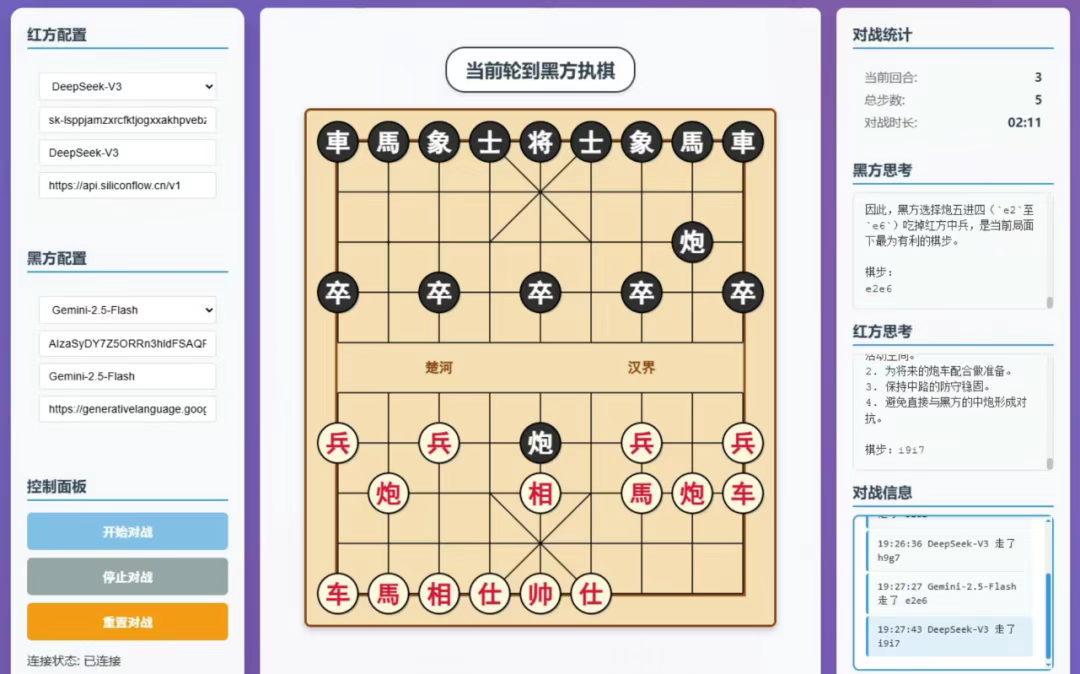 红方配置
DeepSeek-V3
sk-lsppjamzxrcfktjogxxakhpvebz
DeepSeek-V3
https://api.siliconflow.cn/v1
黑方配置
Gemini-2.5-Flash
Gemini-2.5-Flash
https://generativelanguage.goog
控制面板
开始对战
停止对战
重置对战
连接状态: 已连接
当前轮到黑方执棋
車 馬 象 士 将 士 象 馬 車
炮
卒 卒 卒 卒 卒
楚河 汉界
兵 兵 炮 兵 兵
炮 相 馬 炮 车
车 馬 相 仕 帅 仕
对战统计
当前回合: 3
总步数: 5
对战时长: 02:11
黑方思考
因此，黑方选择炮五进四（`e2`至
`e6`）吃掉红方中兵，是当前局面
下最为有利的棋步。
棋步：
e2e6
红方思考
活动空间。
2. 为将来的炮车配合做准备。
3. 保持中路的防守稳固。
4. 避免直接与黑方的中炮形成对
抗。
棋步：i9i7
对战信息
19:26:36 DeepSeek-V3 走了
h9g7
19:27:27 Gemini-2.5-Flash
走了 e2e6
19:27:43 DeepSeek-V3 走了
i9i7